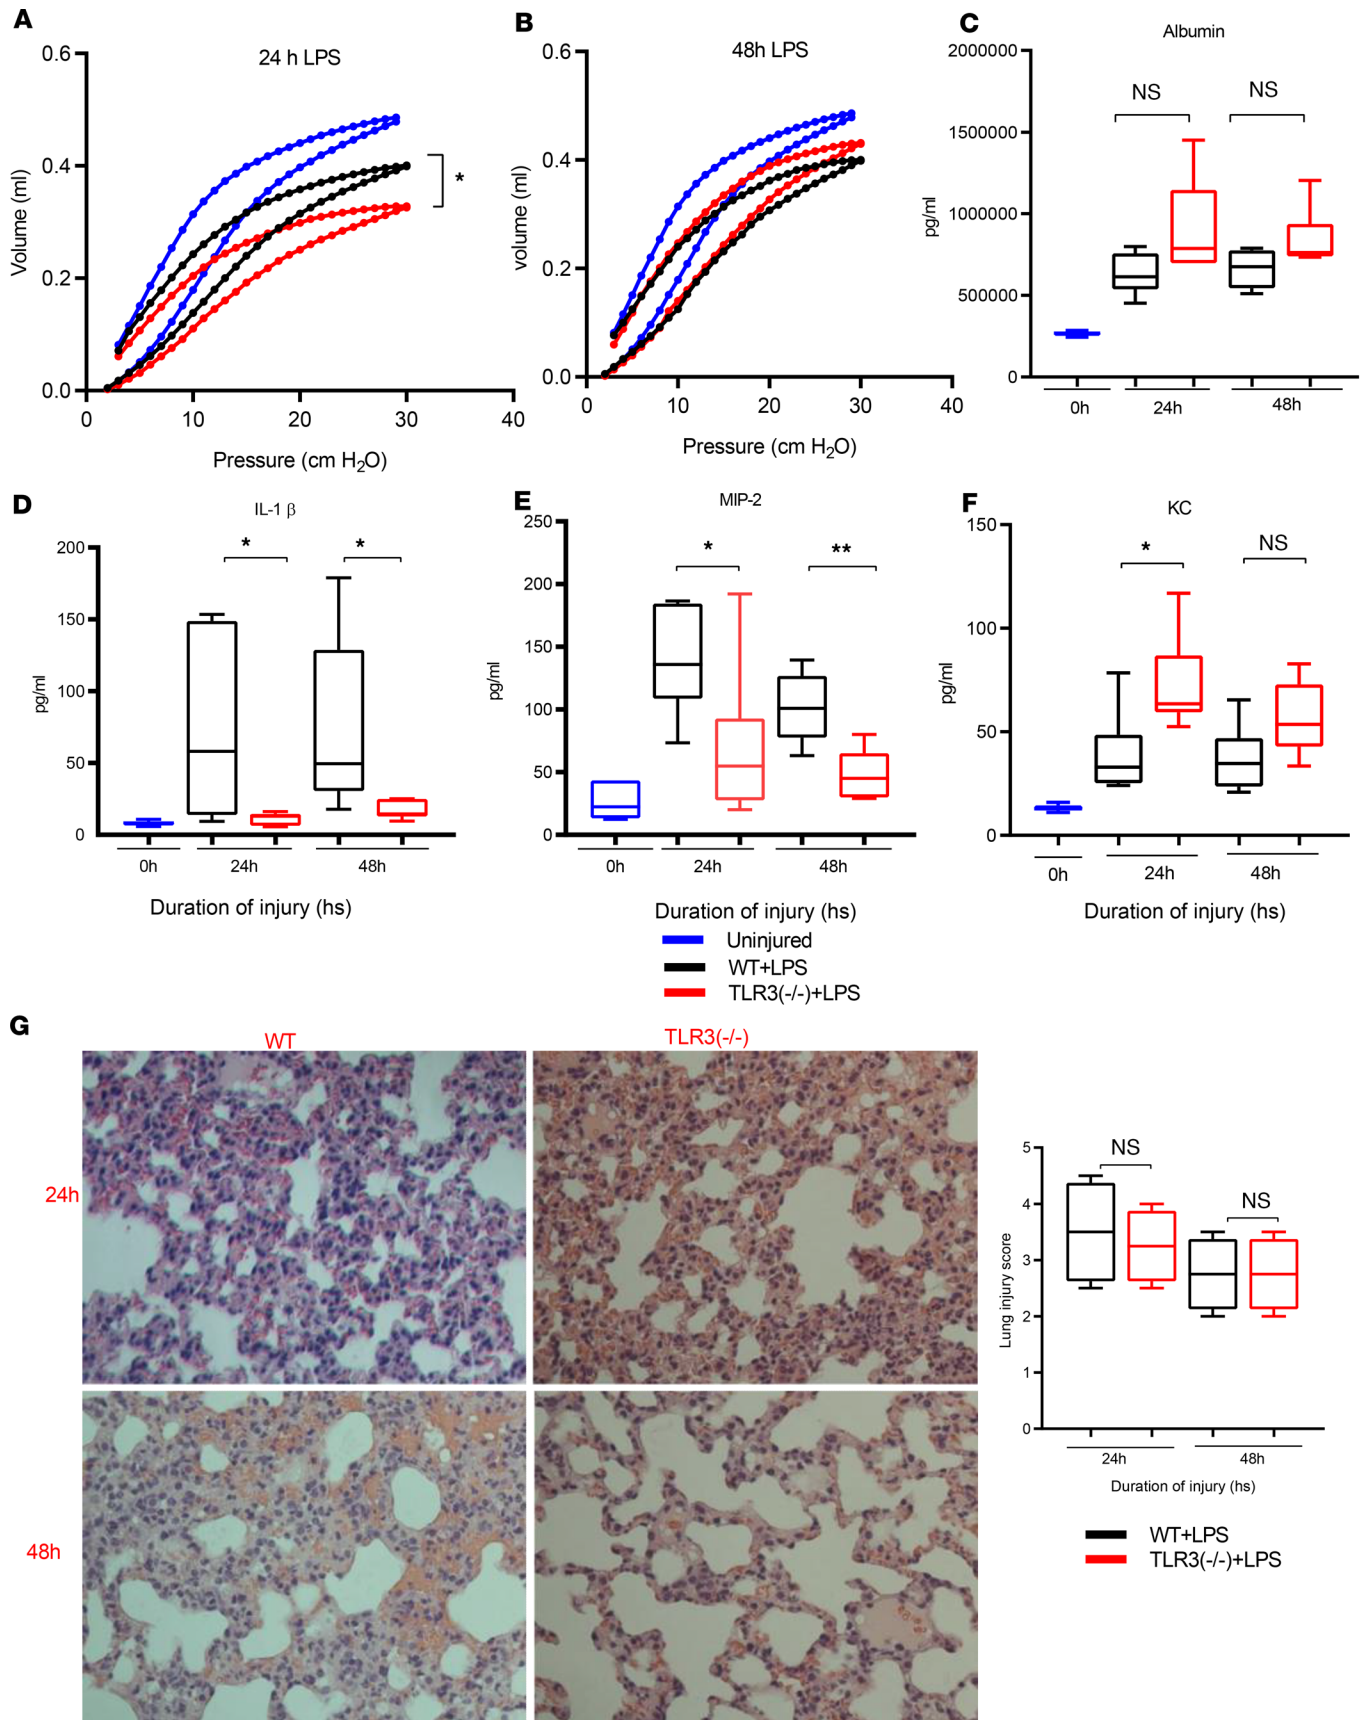 A
24 h LPS
Volume (ml)
0.6
0.4
0.2
0.0
*
0
10
20
30
40
Pressure (cm H₂O)
B
48h LPS
volume (ml)
0.6
0.4
0.2
0.0
0
10
20
30
40
Pressure (cm H₂O)
C
Albumin
pg/ml
2000000
1500000
1000000
500000
0
NS
NS
0h
24h
48h
D
IL-1 β
pg/ml
200
150
100
50
0
*
*
0h
24h
48h
Duration of injury (hs)
E
MIP-2
pg/ml
250
200
150
100
50
0
*
**
0h
24h
48h
Duration of injury (hs)
F
KC
pg/ml
150
100
50
0
*
NS
0h
24h
48h
Duration of injury (hs)
Uninjured
WT+LPS
TLR3(-/-)+LPS
G
WT
TLR3(-/-)
24h
48h
Lung injury score
5
4
3
2
1
0
NS
NS
24h
48h
Duration of injury (hs)
WT+LPS
TLR3(-/-)+LPS